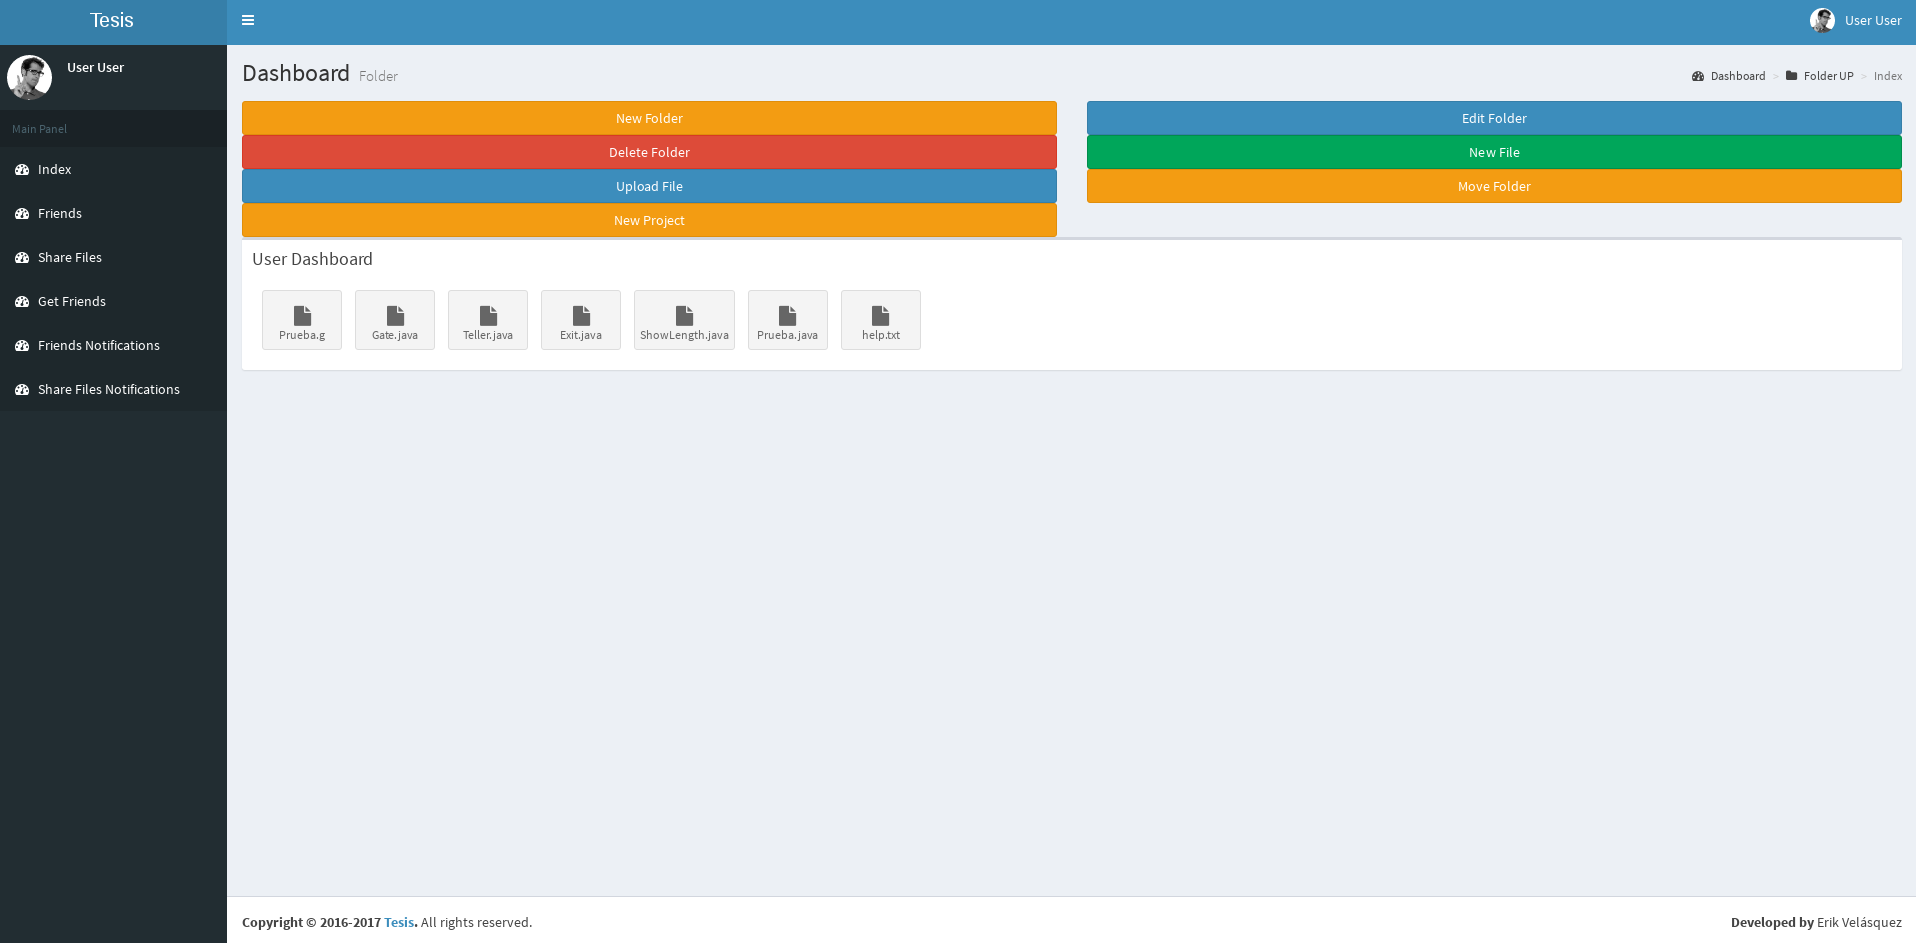 Tesis
User User
User User
Main Panel
Index
Friends
Share Files
Get Friends
Friends Notifications
Share Files Notifications
Dashboard Folder
Dashboard > Folder UP > Index
New Folder
Edit Folder
Delete Folder
New File
Upload File
Move Folder
New Project
User Dashboard
Prueba.g
Gate.java
Teller.java
Exit.java
ShowLength.java
Prueba.java
help.txt
Copyright © 2016-2017 Tesis. All rights reserved.
Developed by Erik Velásquez